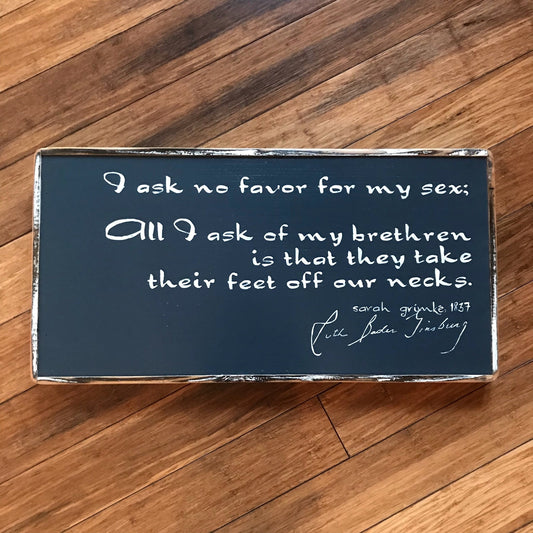 I ask no favor for my sex;
All I ask of my brethren
is that they take
their feet off our necks.
sarah grimke, 1837
Ruth Bader Ginsburg